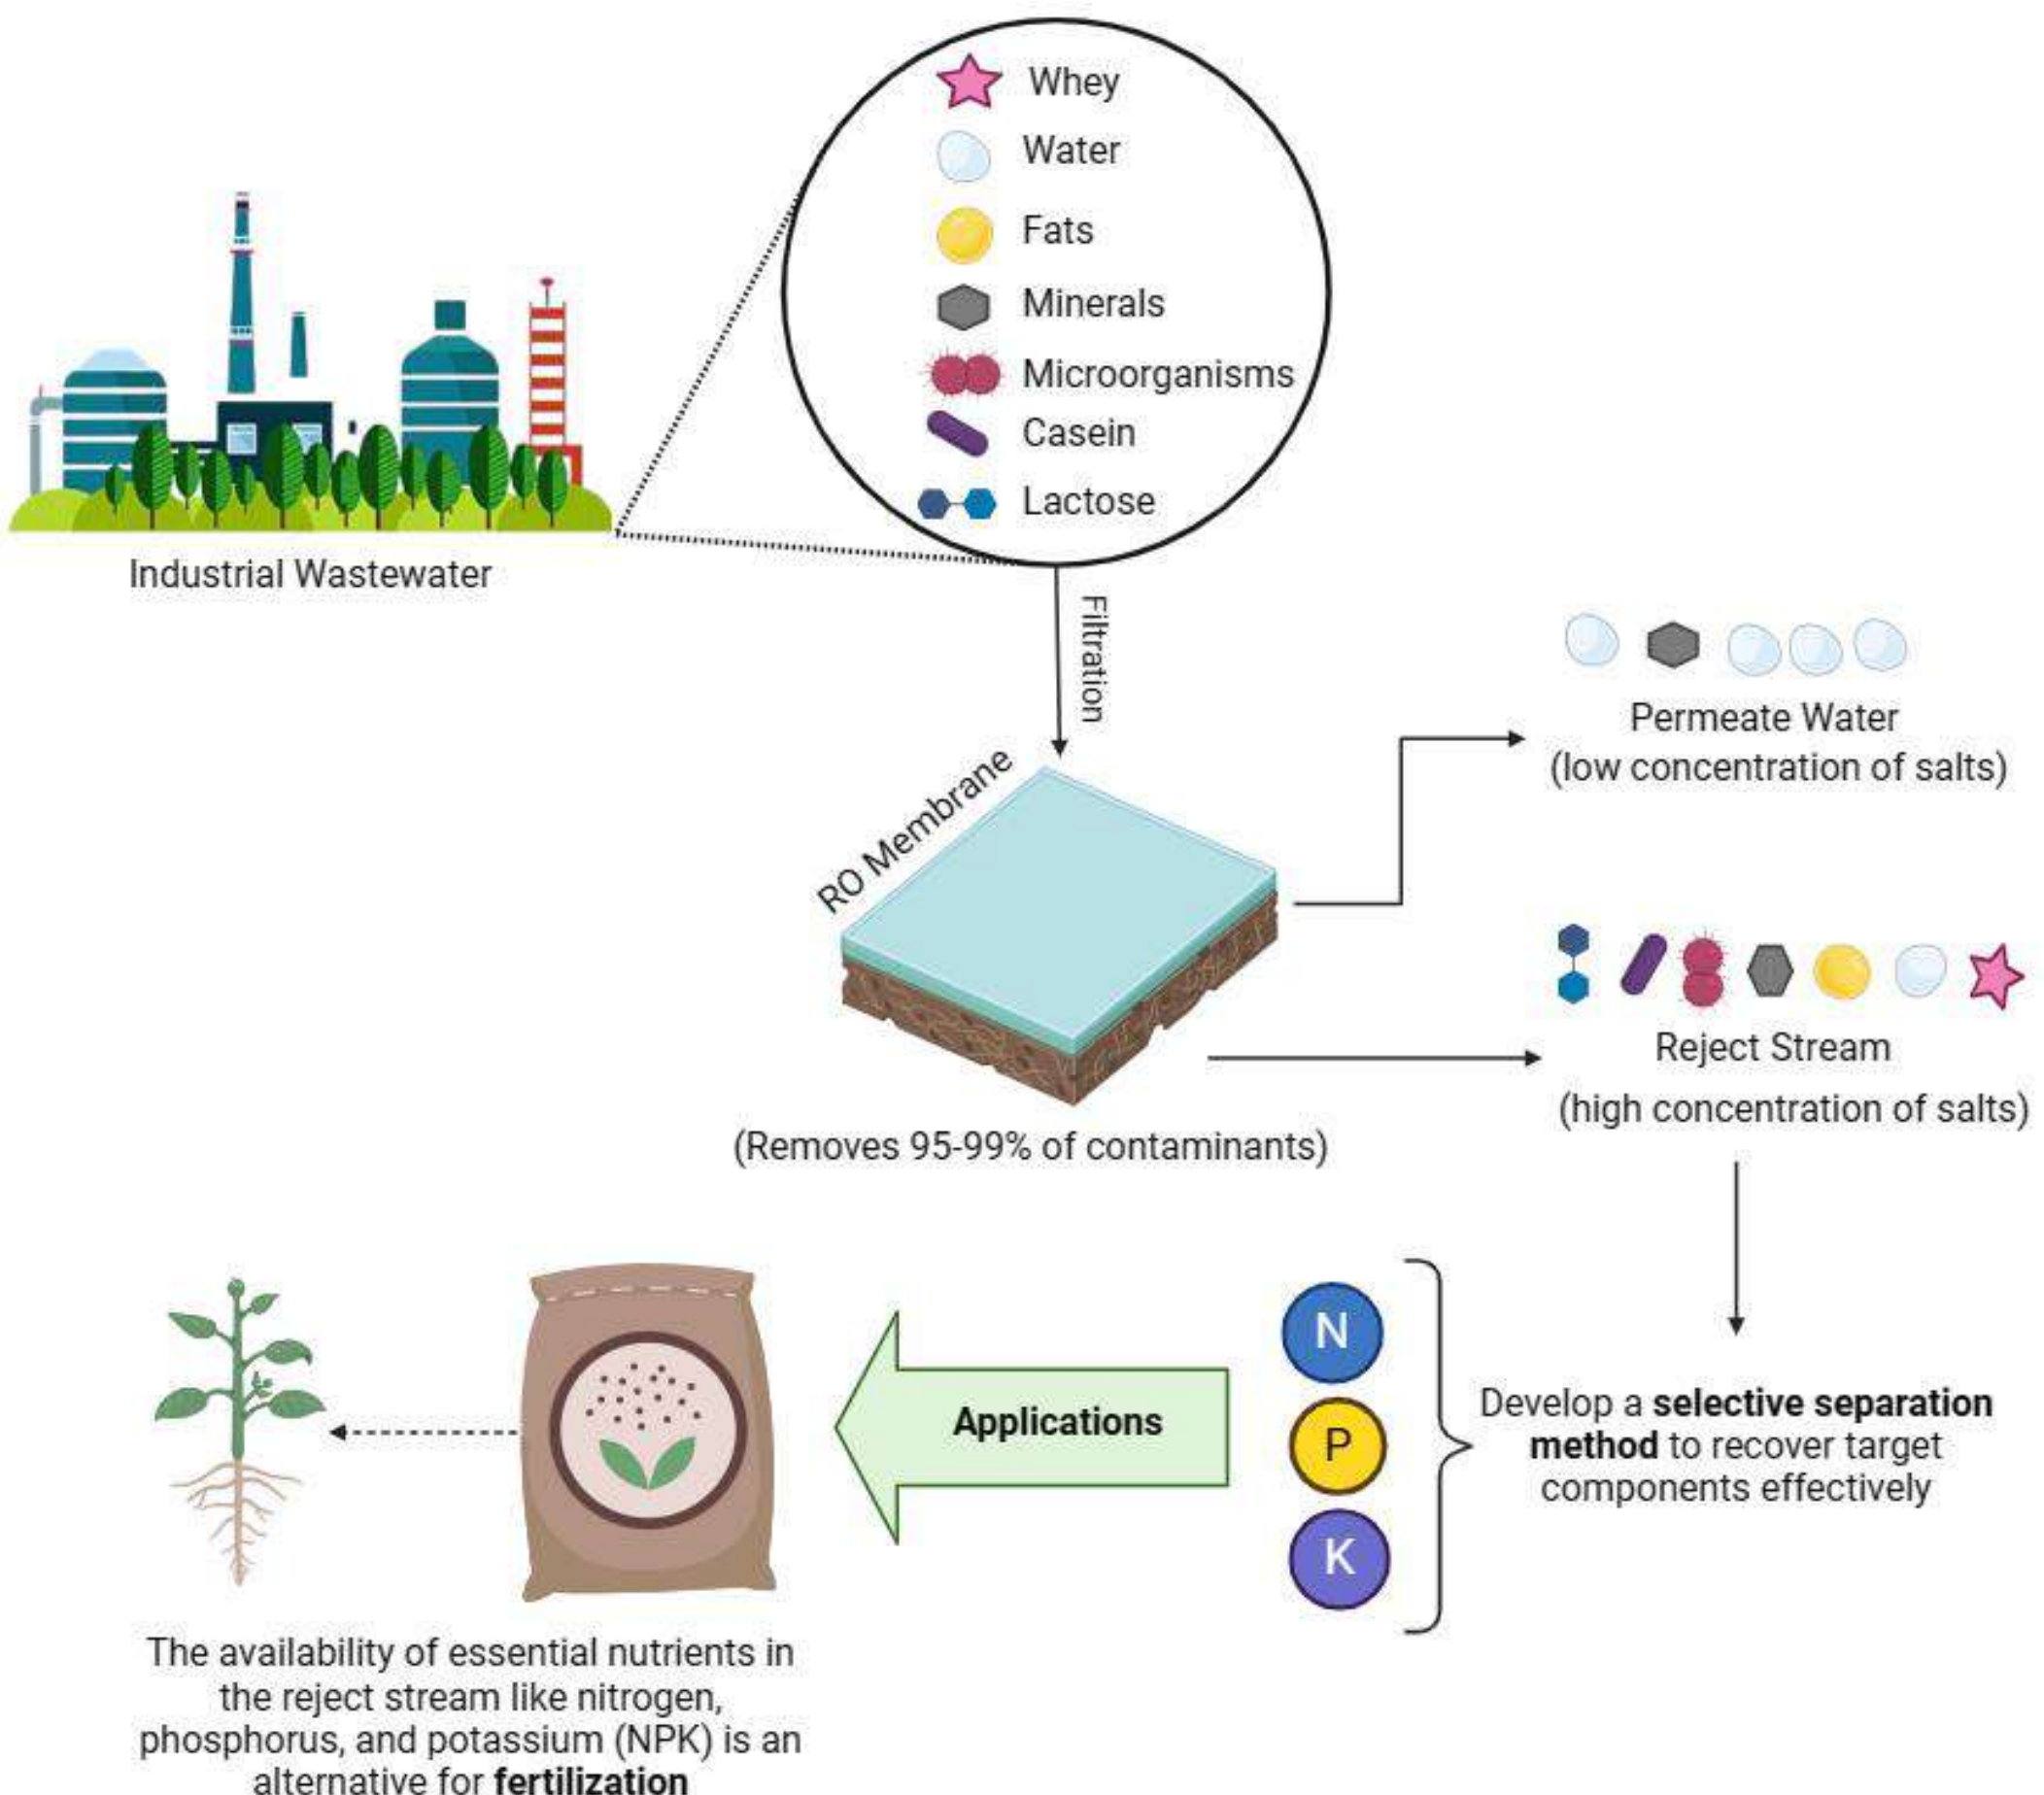 Whey
Water
Fats
Minerals
Microorganisms
Casein
Lactose
Industrial Wastewater
Filtration
RO Membrane
(Removes 95-99% of contaminants)
Permeate Water
(low concentration of salts)
Reject Stream
(high concentration of salts)
Develop a selective separation
method to recover target
components effectively
N
P
K
Applications
The availability of essential nutrients in
the reject stream like nitrogen,
phosphorus, and potassium (NPK) is an
alternative for fertilization